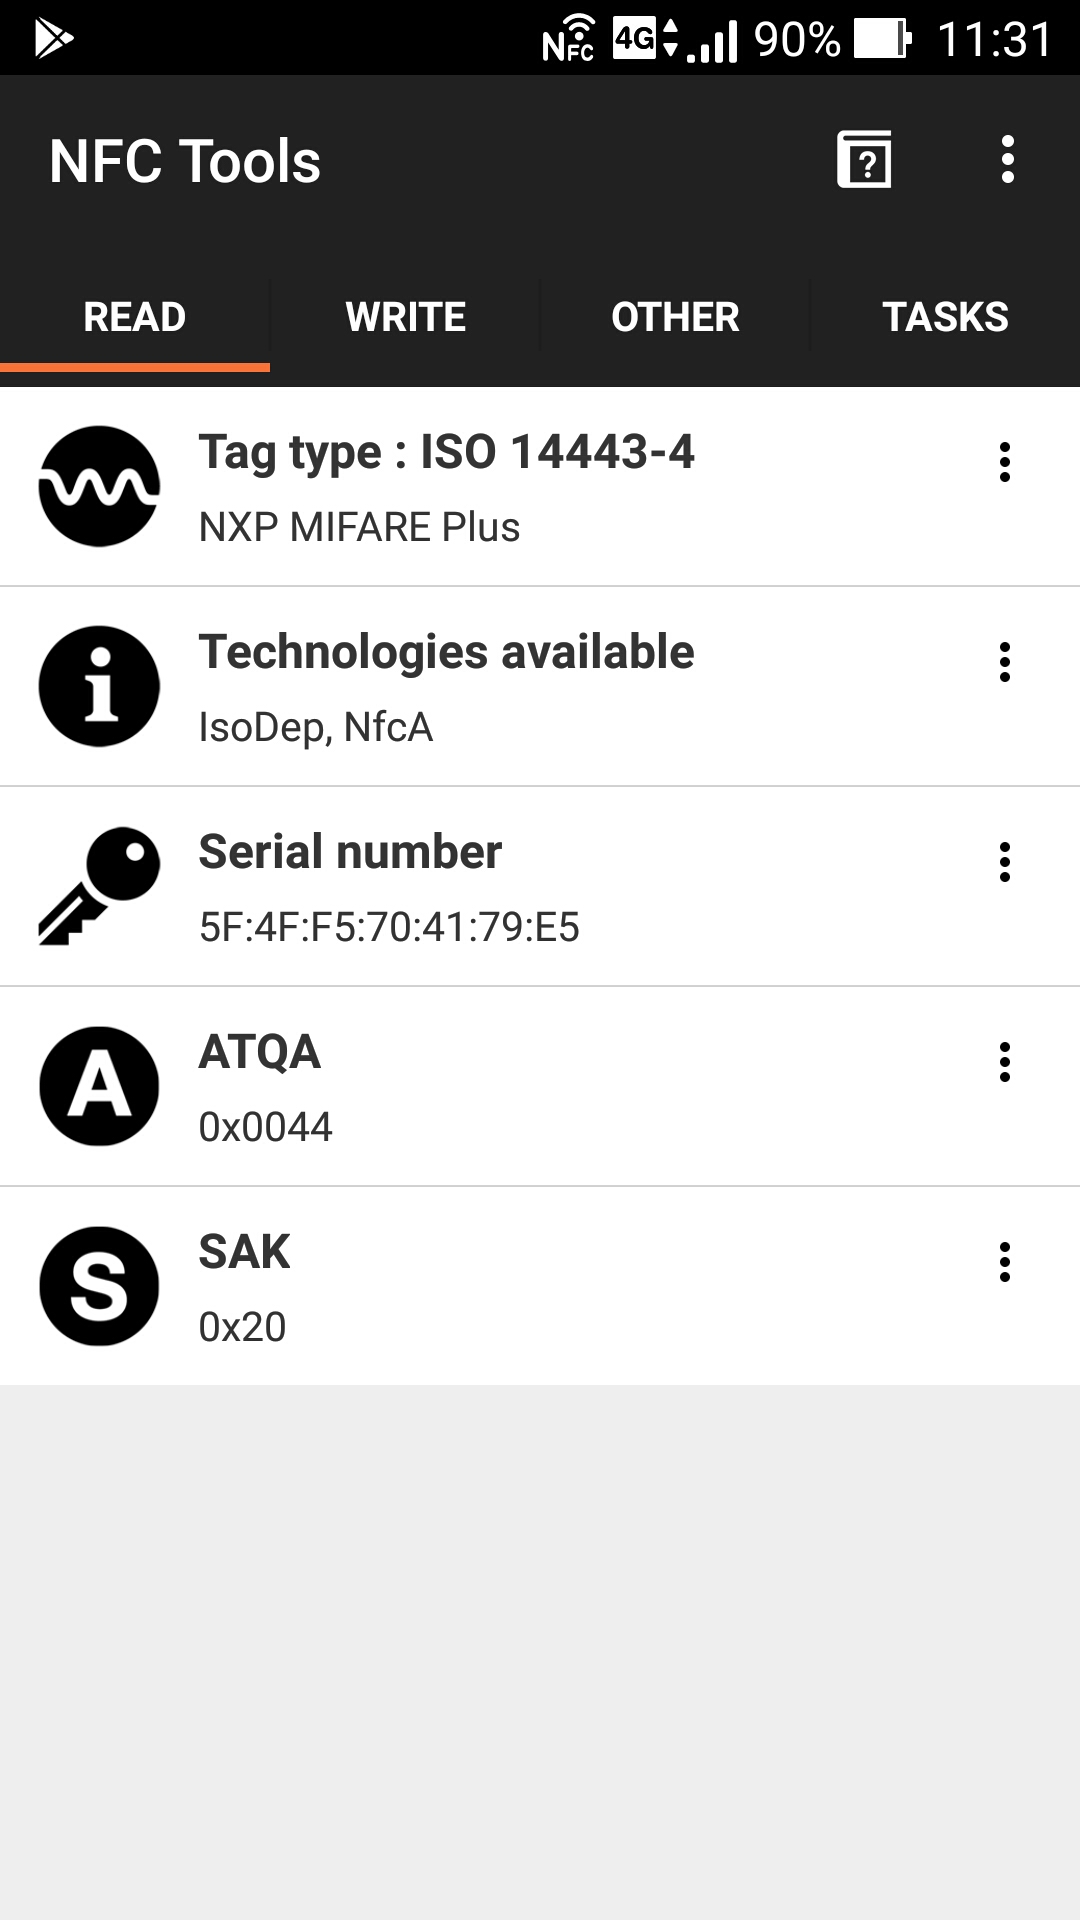 NFC 4G 90% 11:31
NFC Tools ?
READ WRITE OTHER TASKS
Tag type : ISO 14443-4
NXP MIFARE Plus
i
Technologies available
IsoDep, NfcA
Serial number
5F:4F:F5:70:41:79:E5
A
ATQA
0x0044
S
SAK
0x20